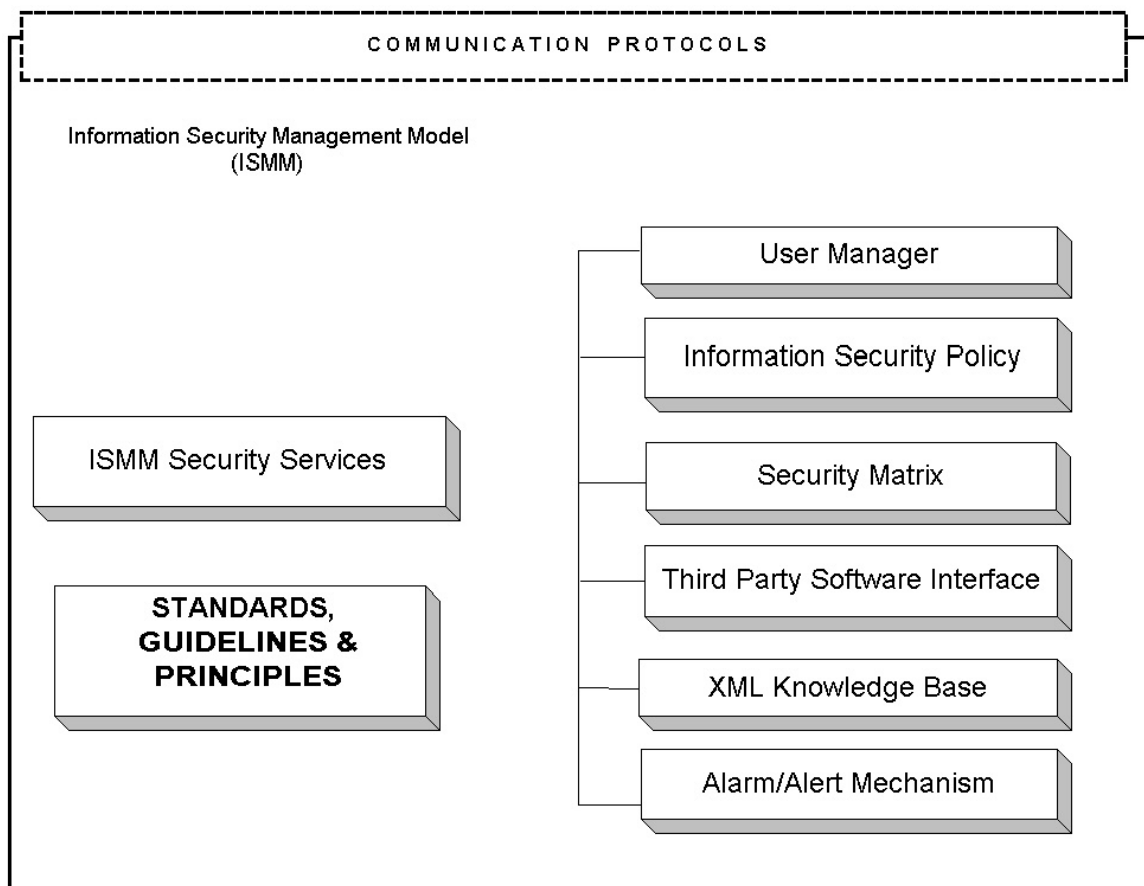 COMMUNICATION PROTOCOLS
Information Security Management Model
(ISMM)
User Manager
Information Security Policy
ISMM Security Services
Security Matrix
Third Party Software Interface
STANDARDS,
GUIDELINES &
PRINCIPLES
XML Knowledge Base
Alarm/Alert Mechanism